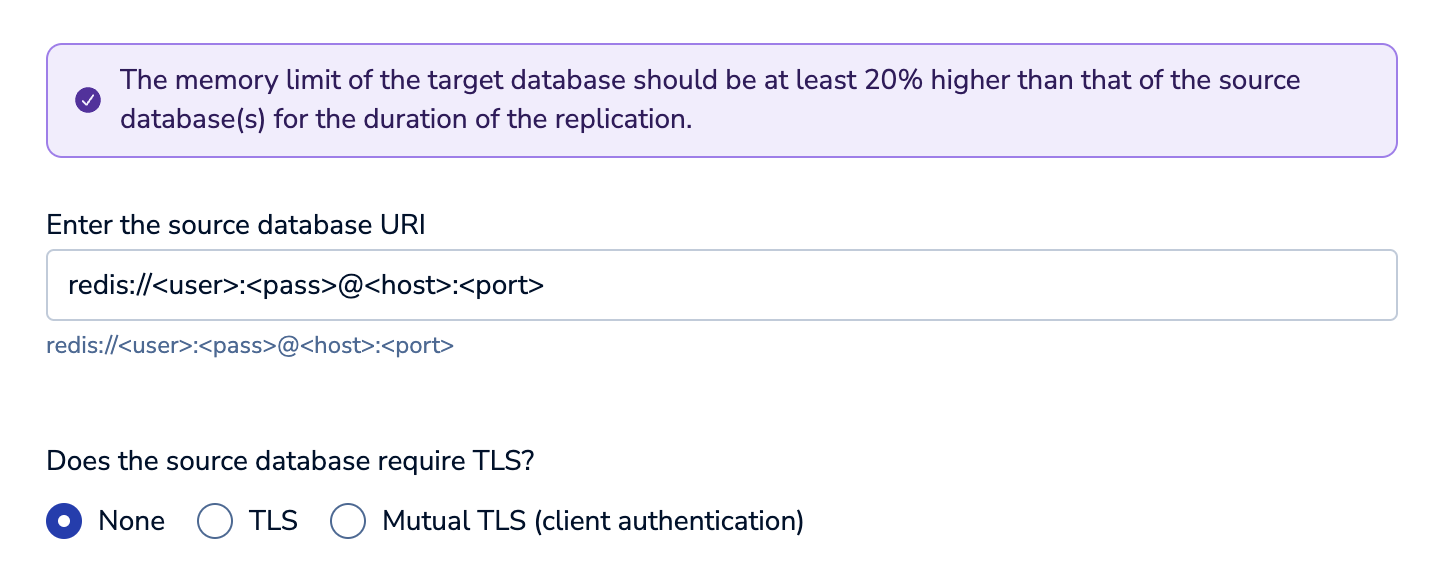 The memory limit of the target database should be at least 20% higher than that of the source
database(s) for the duration of the replication.
Enter the source database URI
redis://<user>:<pass>@<host>:<port>
redis://<user>:<pass>@<host>:<port>
Does the source database require TLS?
None TLS Mutual TLS (client authentication)